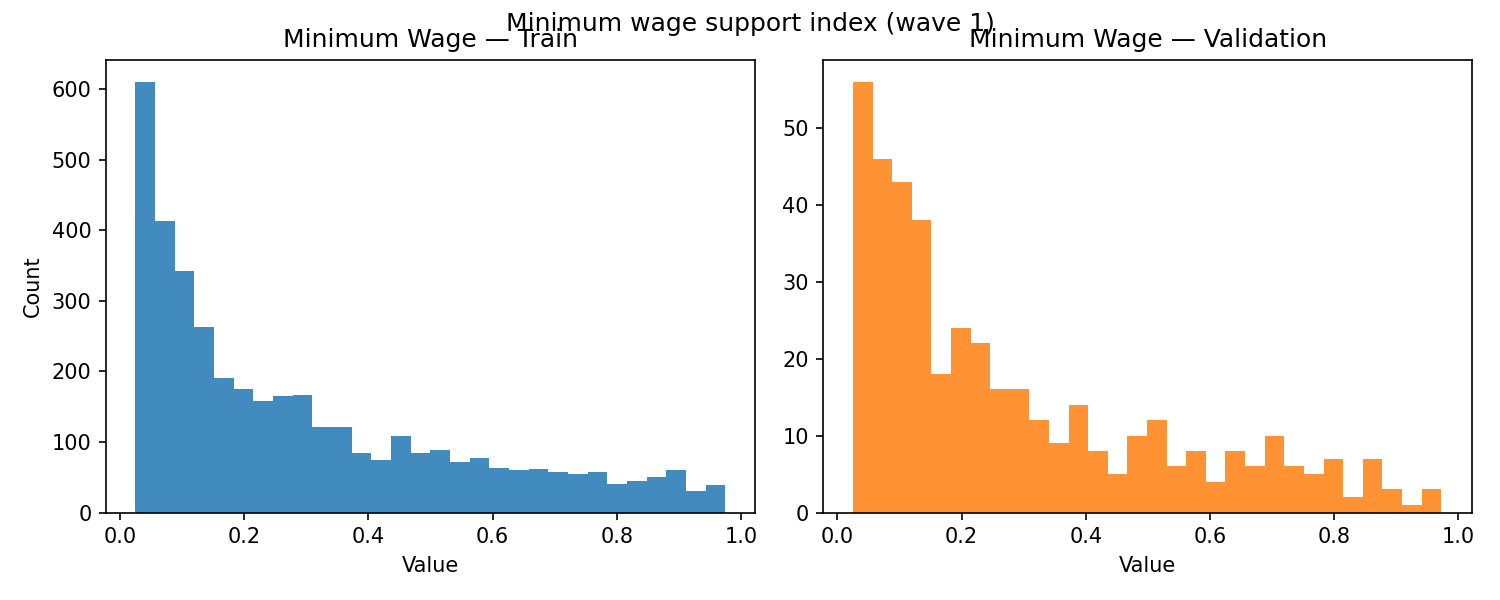 Minimum wage support index (wave 1)
Minimum Wage — Train
Minimum Wage — Validation
600
500
400
300
200
100
0
Count
0.0 0.2 0.4 0.6 0.8 1.0
Value
50
40
30
20
10
0
0.0 0.2 0.4 0.6 0.8 1.0
Value